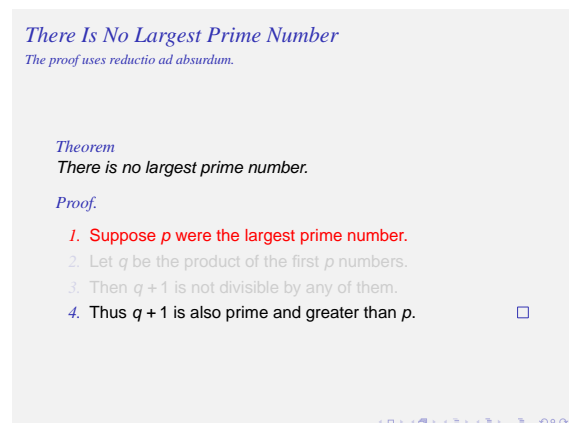 There Is No Largest Prime Number
The proof uses reductio ad absurdum.
Theorem
There is no largest prime number.
Proof.
1. Suppose p were the largest prime number.
2. Let q be the product of the first p numbers.
3. Then q + 1 is not divisible by any of them.
4. Thus q + 1 is also prime and greater than p.